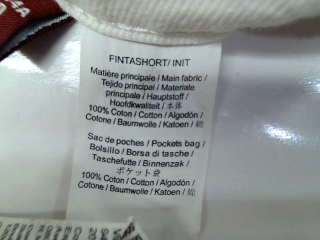 FINTASHORT/ INIT
Matière principale / Main fabric /
Tejido principal / Materiale
principale / Hauptstoff /
Hoofdkwaliteit / 本体
100% Coton / Cotton / Algodón /
Cotone / Baumwolle / Katoen / 綿
Sac de poches / Pockets bag /
Bolsillo / Borsa di tasche /
Taschefutte / Binnenzak /
ポケット袋
100% Coton / Cotton / Algodón /
Cotone / Baumwolle / Katoen / 綿